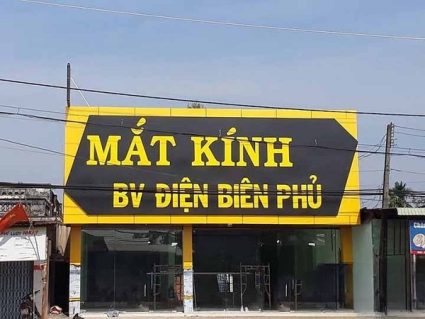 MẮT KÍNH
BV ĐIỆN BIÊN PHỦ